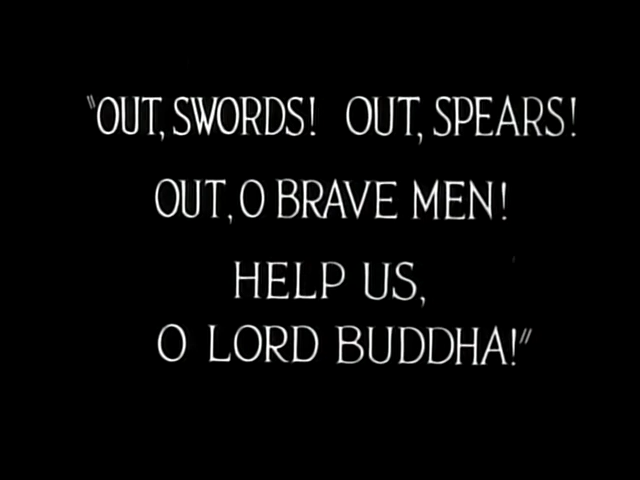 "OUT, SWORDS! OUT, SPEARS!
OUT, O BRAVE MEN!
HELP US,
O LORD BUDDHA!"